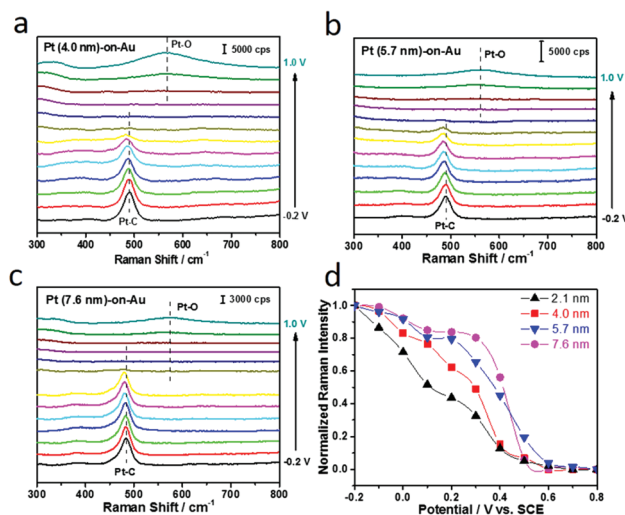 a
Pt (4.0 nm)-on-Au
5000 cps
Pt-O
1.0 V
-0.2 V
Pt-C
300 400 500 600 700 800
Raman Shift / cm⁻¹
b
Pt (5.7 nm)-on-Au
5000 cps
Pt-O
1.0 V
-0.2 V
Pt-C
300 400 500 600 700 800
Raman Shift / cm⁻¹
c
Pt (7.6 nm)-on-Au
3000 cps
Pt-O
1.0 V
-0.2 V
Pt-C
300 400 500 600 700 800
Raman Shift / cm⁻¹
d
Normalized Raman Intensity
1.0
0.8
0.6
0.4
0.2
0.0
2.1 nm
4.0 nm
5.7 nm
7.6 nm
-0.2 0.0 0.2 0.4 0.6 0.8
Potential / V vs. SCE